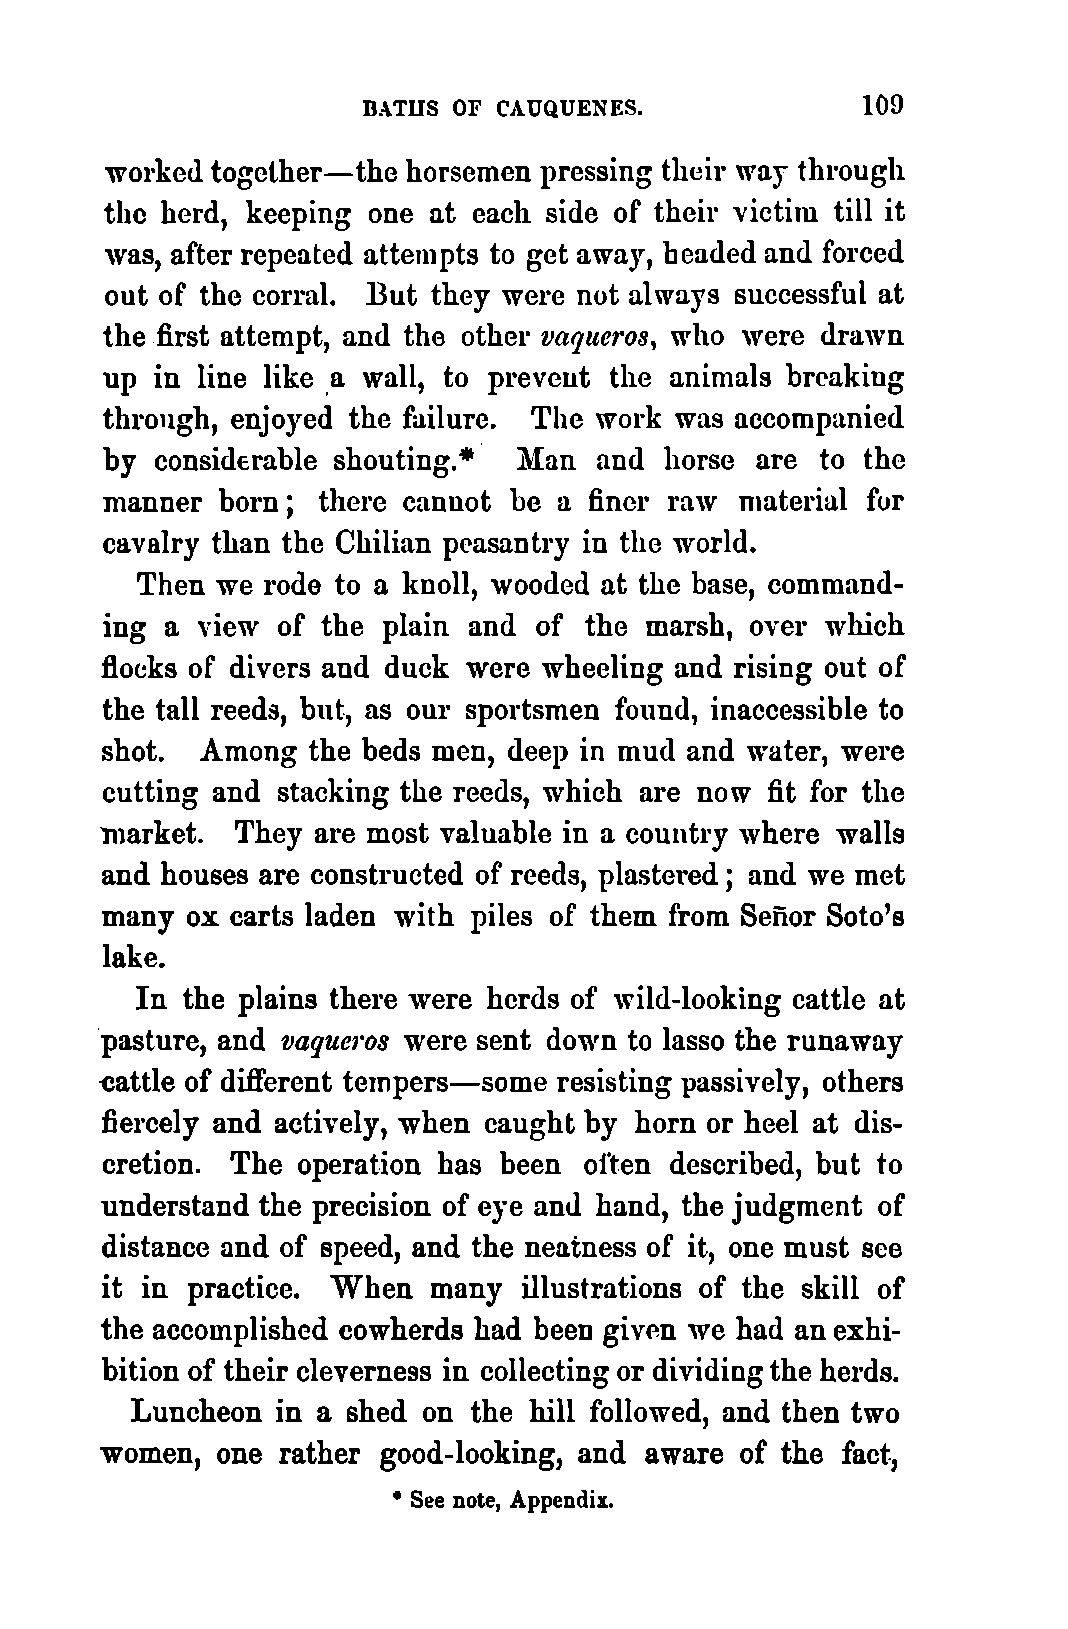 BATHS OF CAUQUENES. 109
worked together—the horsemen pressing their way through
the herd, keeping one at each side of their victim till it
was, after repeated attempts to get away, headed and forced
out of the corral. But they were not always successful at
the first attempt, and the other vaqueros, who were drawn
up in line like a wall, to prevent the animals breaking
through, enjoyed the failure. The work was accompanied
by considerable shouting.* Man and horse are to the
manner born; there cannot be a finer raw material for
cavalry than the Chilian peasantry in the world.
Then we rode to a knoll, wooded at the base, command-
ing a view of the plain and of the marsh, over which
flocks of divers and duck were wheeling and rising out of
the tall reeds, but, as our sportsmen found, inaccessible to
shot. Among the beds men, deep in mud and water, were
cutting and stacking the reeds, which are now fit for the
market. They are most valuable in a country where walls
and houses are constructed of reeds, plastered; and we met
many ox carts laden with piles of them from Señor Soto's
lake.
In the plains there were herds of wild-looking cattle at
pasture, and vaqueros were sent down to lasso the runaway
cattle of different tempers—some resisting passively, others
fiercely and actively, when caught by horn or heel at dis-
cretion. The operation has been often described, but to
understand the precision of eye and hand, the judgment of
distance and of speed, and the neatness of it, one must see
it in practice. When many illustrations of the skill of
the accomplished cowherds had been given we had an exhi-
bition of their cleverness in collecting or dividing the herds.
Luncheon in a shed on the hill followed, and then two
women, one rather good-looking, and aware of the fact,
* See note, Appendix.